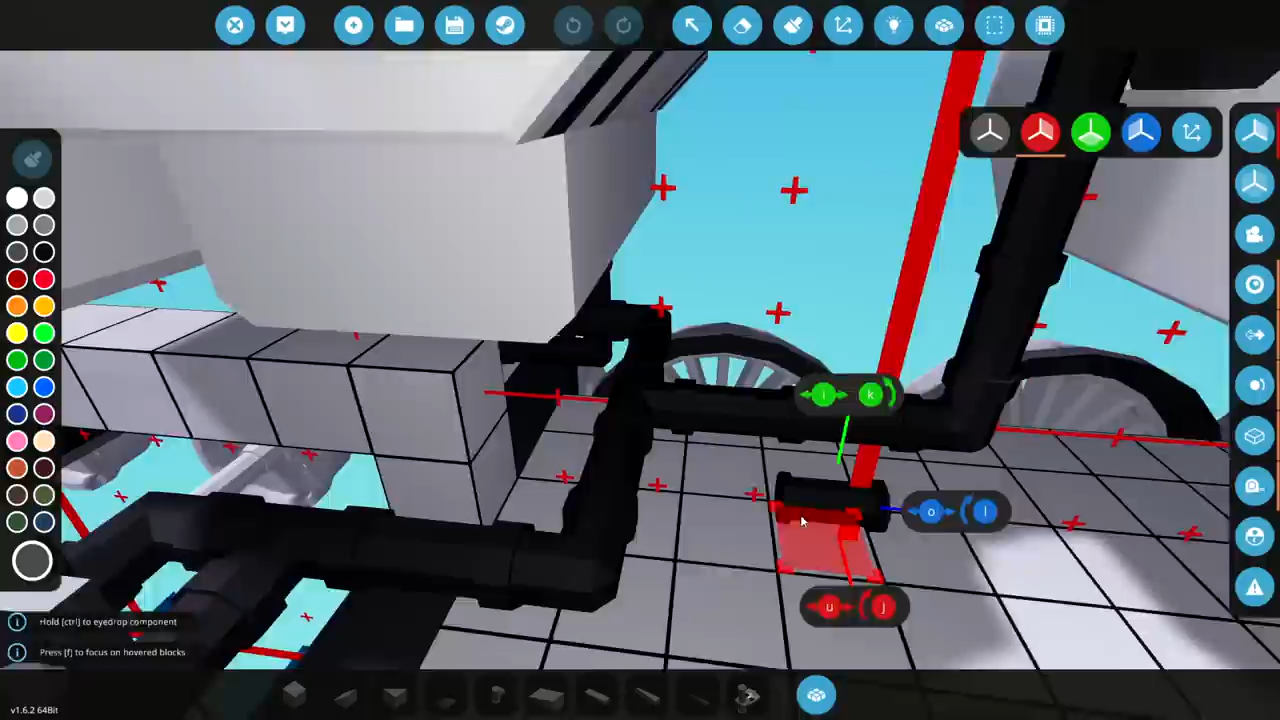 i k
o l
u j
Hold [ctrl] to eyedrop component
Press [f] to focus on hovered blocks
v1.6.2 64Bit